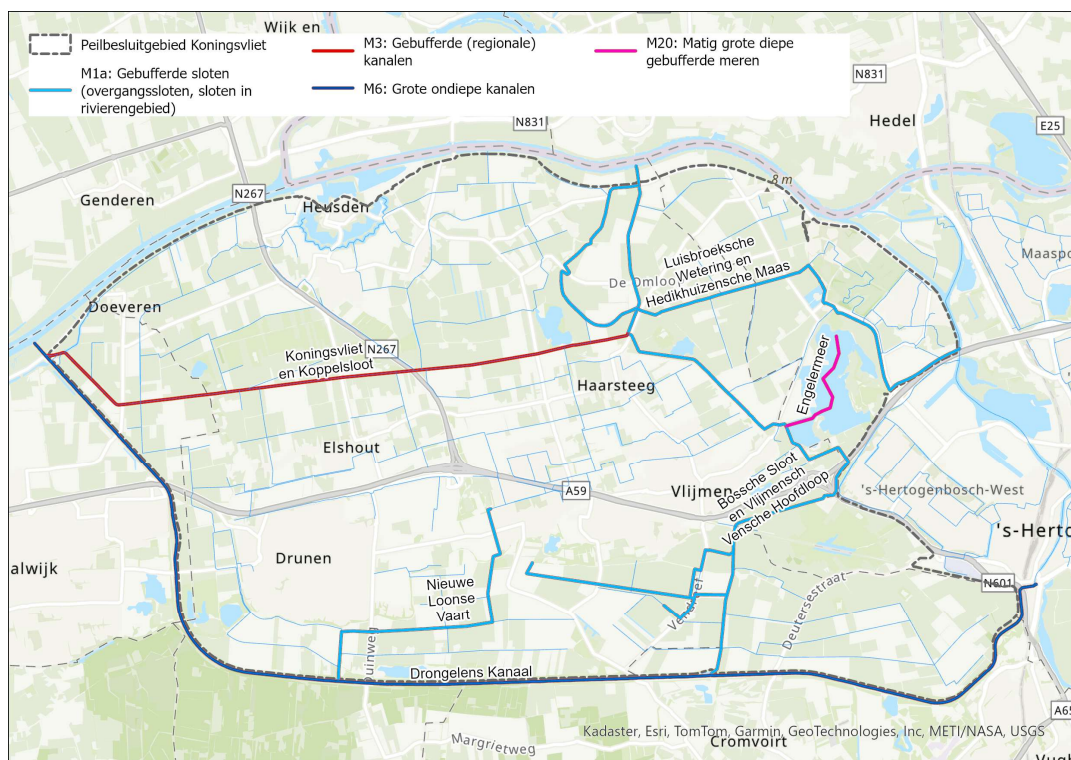 Wijk en
Peilbesluitgebied Koningsvliet
M1a: Gebufferde sloten
(overgangssloten, sloten in
rivierengebied)
M3: Gebufferde (regionale)
kanalen
M6: Grote ondiepe kanalen
M20: Matig grote diepe
gebufferde meren
N831
N831
Hedel
E25
Genderen
N267
Heusden
8 m
Maaspo
Luisbroeksche
Wetering en
Hedikhuizensche Maas
De Omloop
Doeveren
Koningsvliet
en Koppelsloot
N267
Haarsteeg
Engelermeer
Elshout
A59
Vlijmen
Bossche Sloot
en Vlijmensch
Vensche Hoofdloop
's-Hertogenbosch-West
's-Herto
alwijk
Drunen
Nieuwe
Loonse
Vaart
Vendreef
Deutersestraat
N601
Duinweg
Drongelens Kanaal
A65
Margrietweg
Cromvoirt
Vugh
Kadaster, Esri, TomTom, Garmin, GeoTechnologies, Inc, METI/NASA, USGS